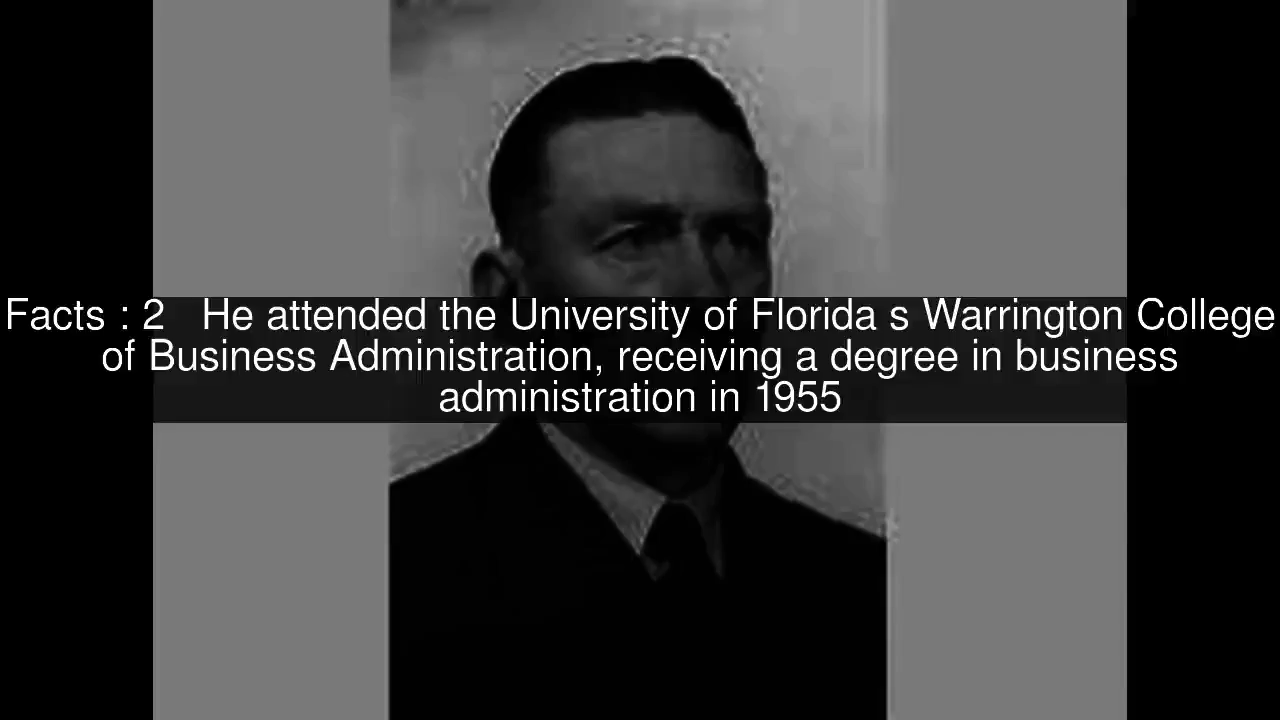 Facts : 2 He attended the University of Florida s Warrington College
of Business Administration, receiving a degree in business
administration in 1955